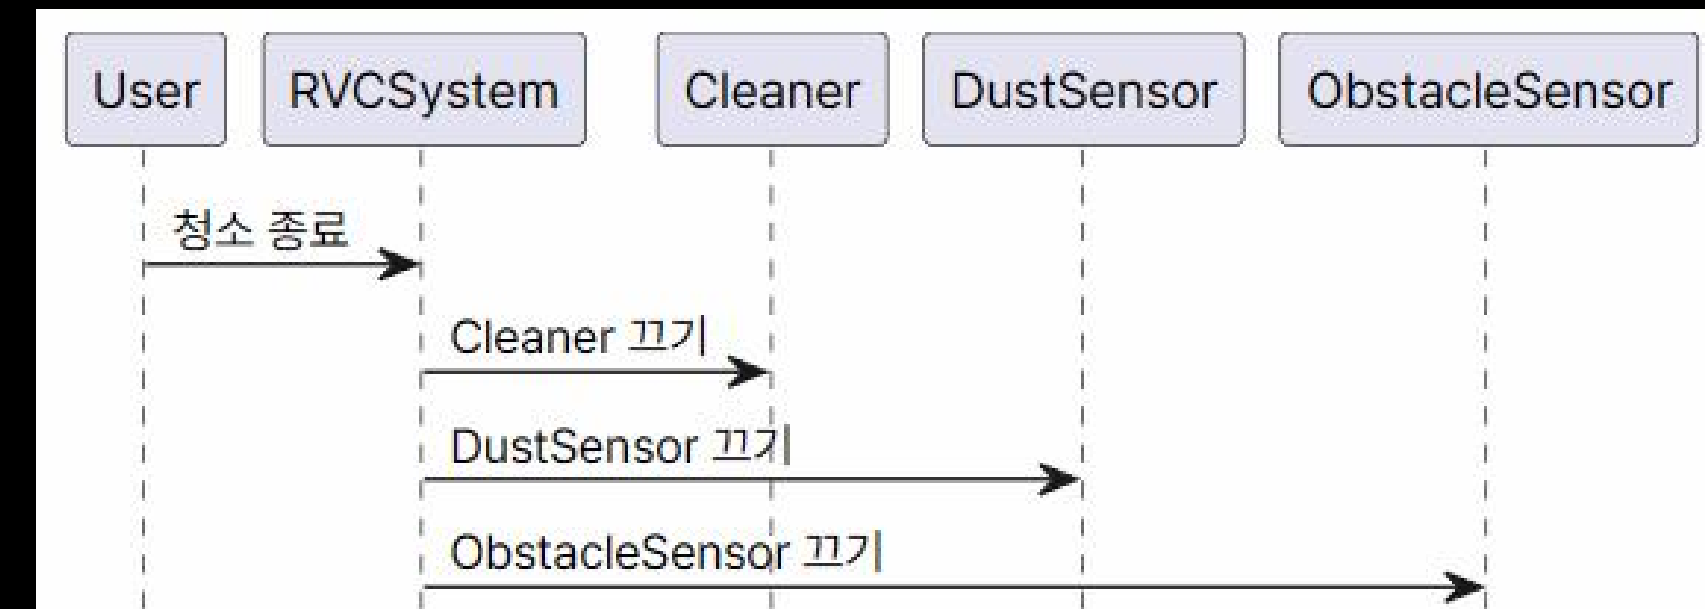 User RVCSystem Cleaner DustSensor ObstacleSensor
청소 종료
Cleaner 끄기
DustSensor 끄기
ObstacleSensor 끄기